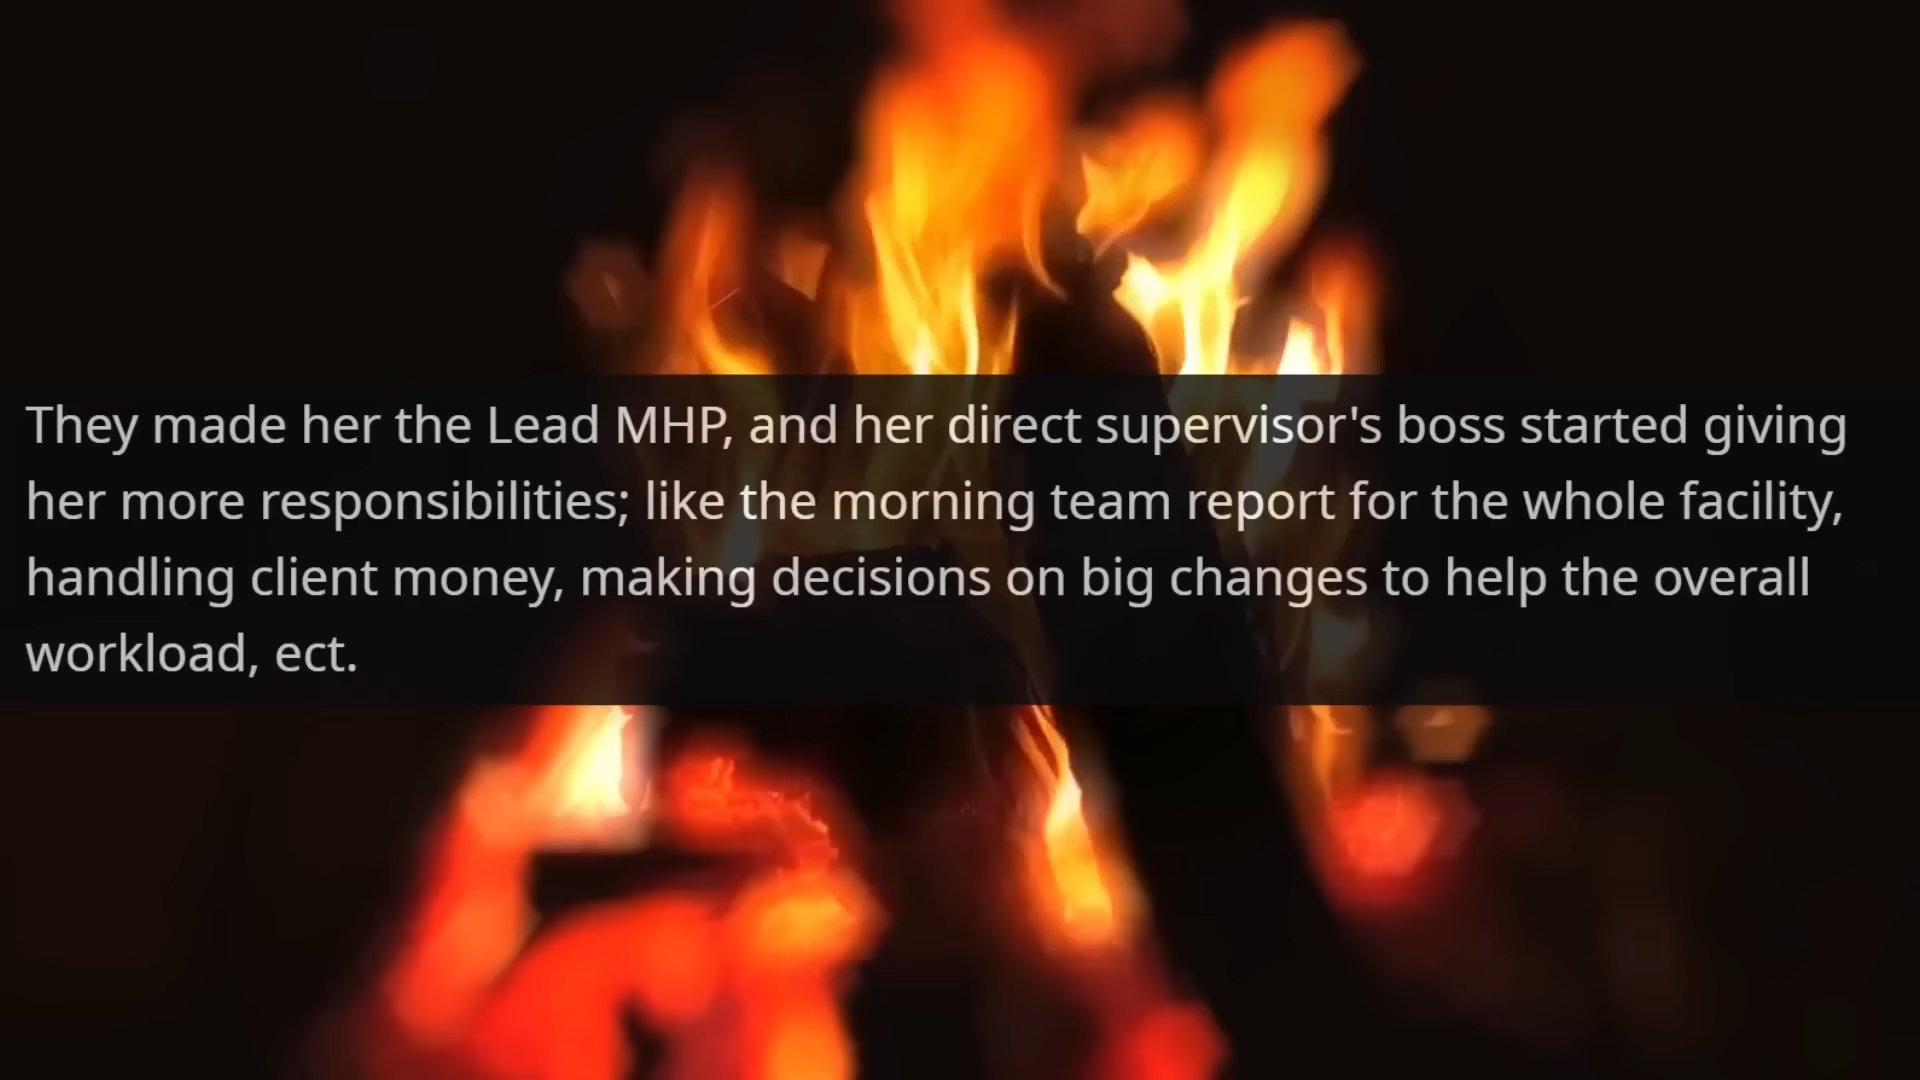 They made her the Lead MHP, and her direct supervisor's boss started giving
her more responsibilities; like the morning team report for the whole facility,
handling client money, making decisions on big changes to help the overall
workload, ect.